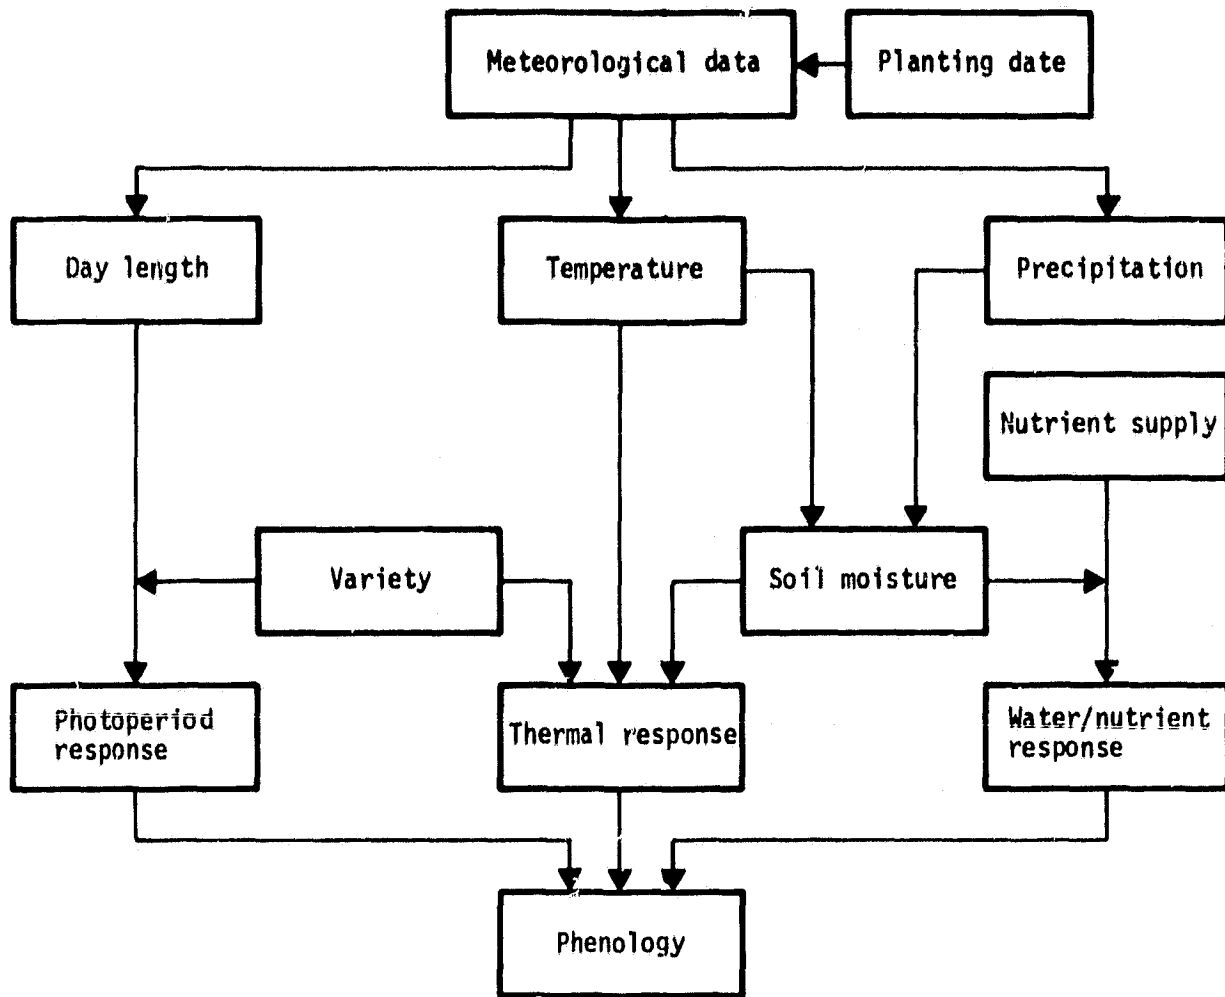 Meteorological data
Planting date
Day length
Temperature
Precipitation
Nutrient supply
Variety
Soil moisture
Photoperiod
response
Thermal response
Water/nutrient
response
Phenology